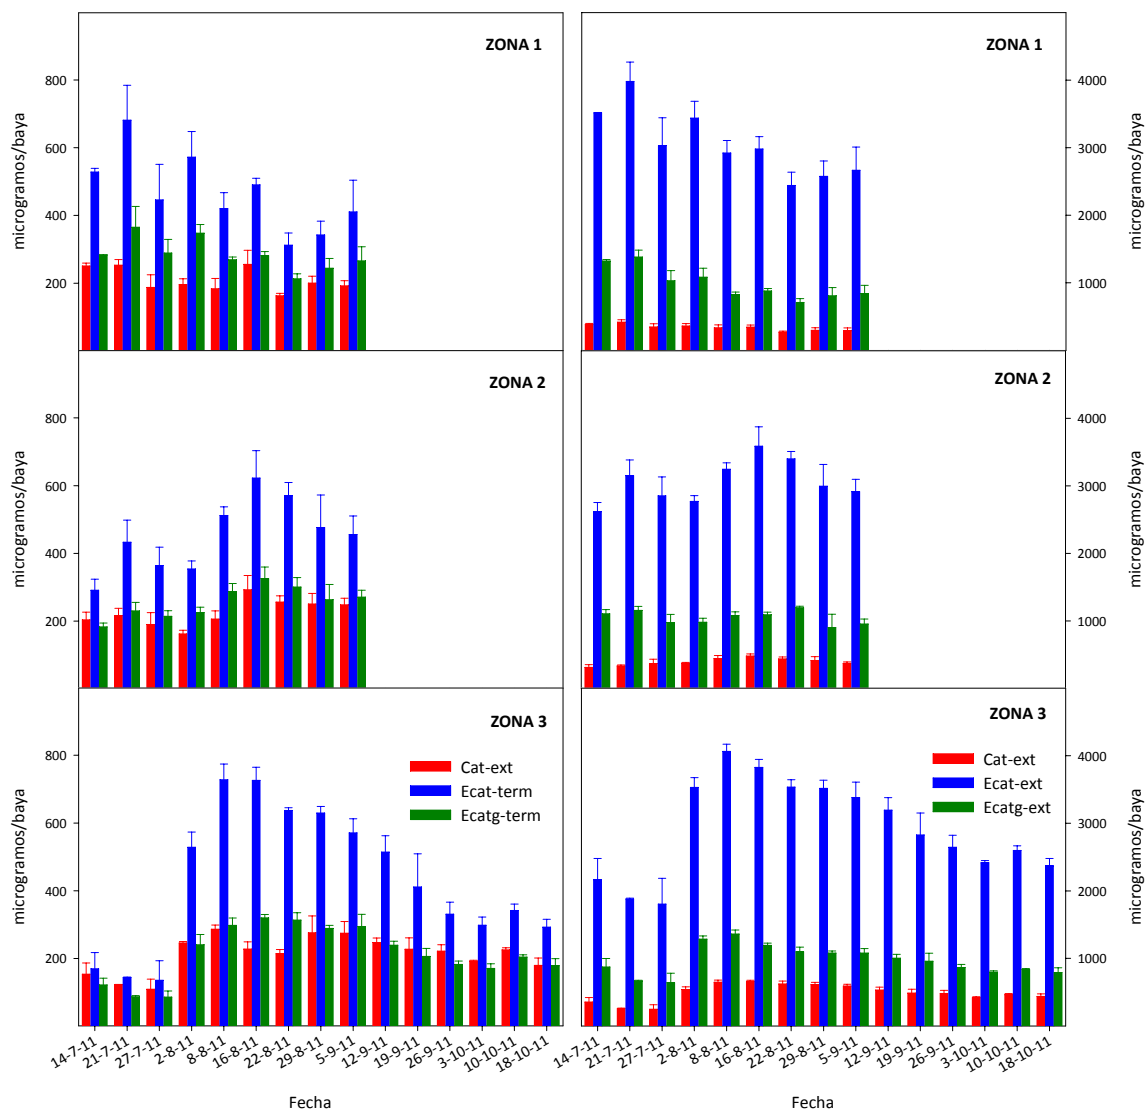 ZONA 1
ZONA 1
800
600
400
200
microgramos/baya
4000
3000
2000
1000
microgramos/baya
ZONA 2
ZONA 2
800
600
400
200
microgramos/baya
4000
3000
2000
1000
microgramos/baya
ZONA 3
ZONA 3
800
600
400
200
microgramos/baya
Cat-ext
Ecat-term
Ecatg-term
Cat-ext
Ecat-ext
Ecatg-ext
4000
3000
2000
1000
microgramos/baya
14-7-11
21-7-11
27-7-11
2-8-11
8-8-11
16-8-11
22-8-11
29-8-11
5-9-11
12-9-11
19-9-11
26-9-11
3-10-11
10-10-11
18-10-11
14-7-11
21-7-11
27-7-11
2-8-11
8-8-11
16-8-11
22-8-11
29-8-11
5-9-11
12-9-11
19-9-11
26-9-11
3-10-11
10-10-11
18-10-11
Fecha
Fecha